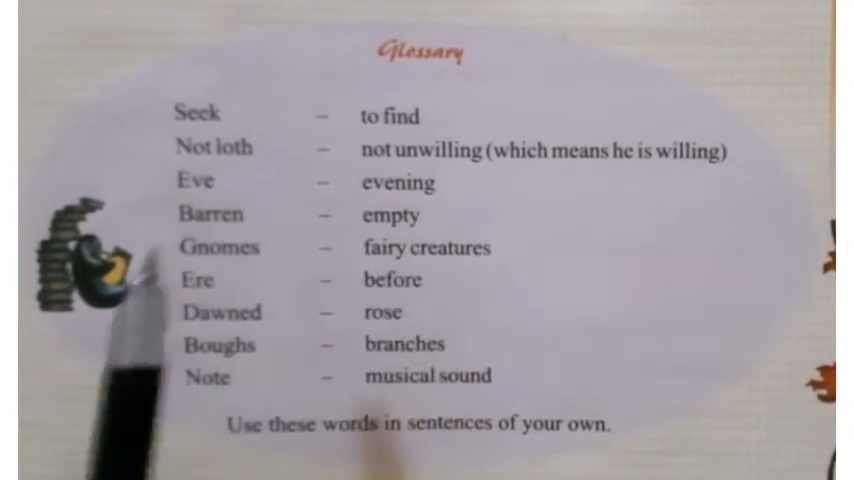 Glossary
Seek – to find
Not loth – not unwilling (which means he is willing)
Eve – evening
Barren – empty
Gnomes – fairy creatures
Ere – before
Dawned – rose
Boughs – branches
Note – musical sound
Use these words in sentences of your own.